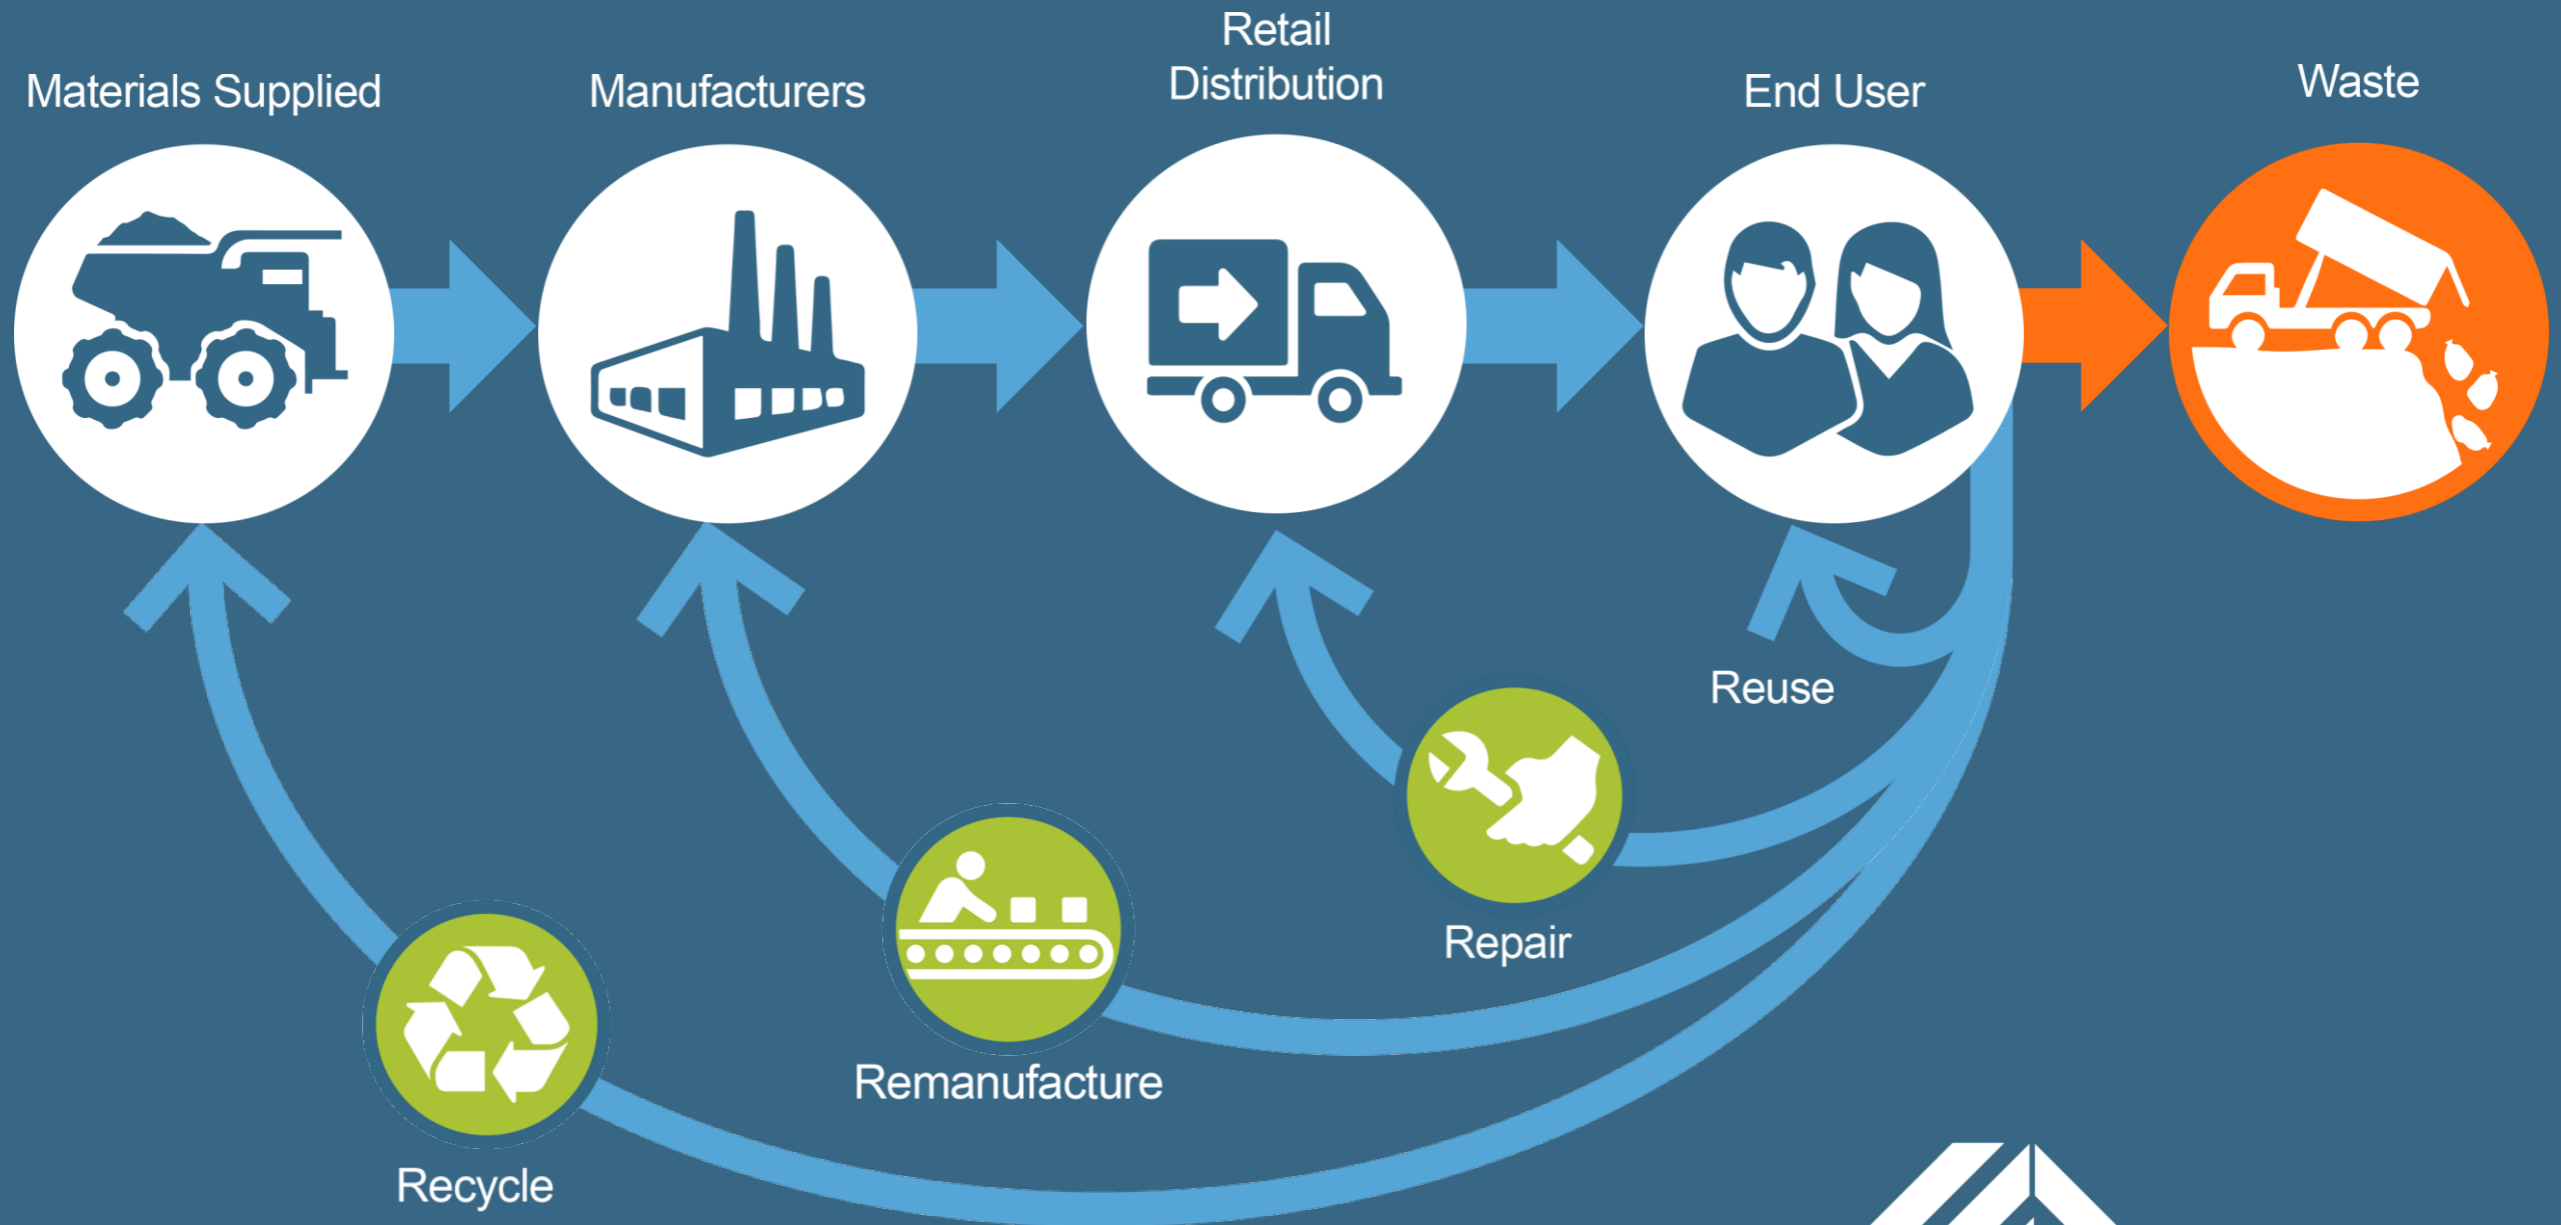 Materials Supplied
Manufacturers
Retail
Distribution
End User
Waste
Reuse
Repair
Remanufacture
Recycle